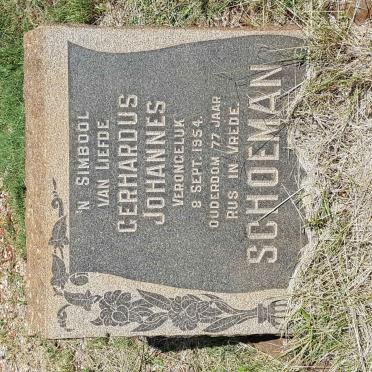 'N SIMBOOL
VAN LIEFDE
GERHARDUS
JOHANNES
VERONGELUK
8 SEPT. 1954.
OUDERDOM 77 JAAR
RUS IN VREDE.
SCHOEMAN